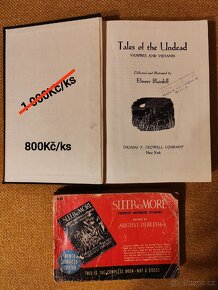 1 000Kč/ks
800Kč/ks
Tales of the Undead
VAMPIRES AND VISITANTS
Collected and Illustrated by
Elinore Blaisdell
THOMAS Y. CROWELL COMPANY
New York
SLEEP NO MORE
TWENTY HORROR STORIES
EDITED BY
AUGUST DERLETH
THIS IS THE COMPLETE BOOK - NOT A DIGEST